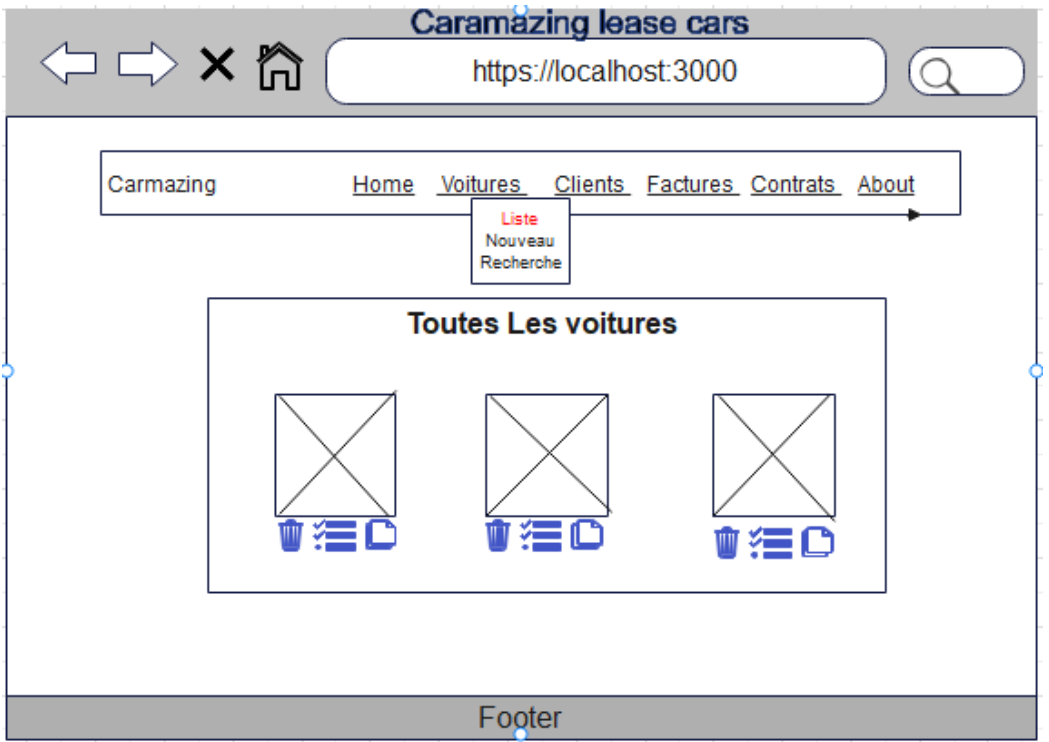 Caramazing lease cars
https://localhost:3000
Carmazing Home Voitures Clients Factures Contrats About
Liste
Nouveau
Recherche
Toutes Les voitures
Footer